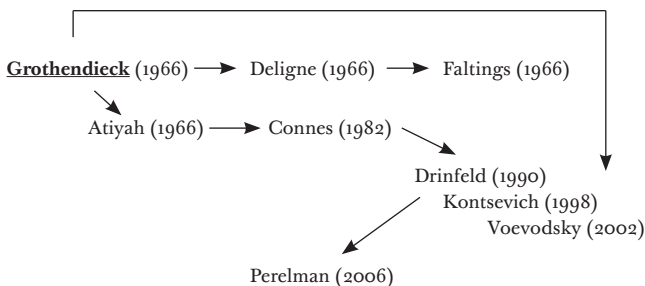 Grothendieck (1966) Deligne (1966) Faltings (1966)
Atiyah (1966) Connes (1982)
Drinfeld (1990)
Kontsevich (1998)
Voevodsky (2002)
Perelman (2006)